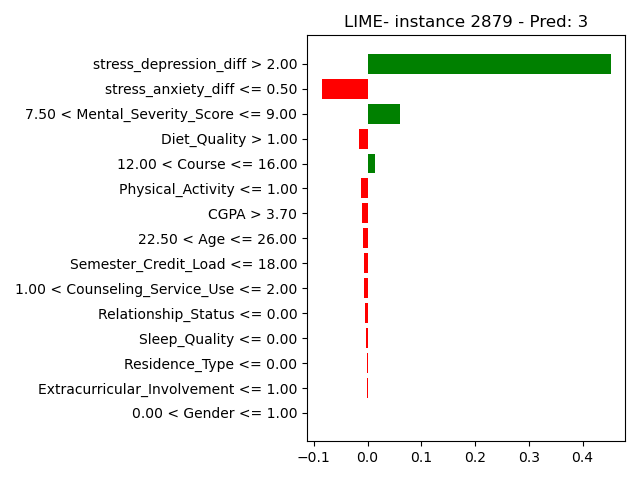 LIME- instance 2879 - Pred: 3
stress_depression_diff > 2.00
stress_anxiety_diff <= 0.50
7.50 < Mental_Severity_Score <= 9.00
Diet_Quality > 1.00
12.00 < Course <= 16.00
Physical_Activity <= 1.00
CGPA > 3.70
22.50 < Age <= 26.00
Semester_Credit_Load <= 18.00
1.00 < Counseling_Service_Use <= 2.00
Relationship_Status <= 0.00
Sleep_Quality <= 0.00
Residence_Type <= 0.00
Extracurricular_Involvement <= 1.00
0.00 < Gender <= 1.00
−0.1 0.0 0.1 0.2 0.3 0.4